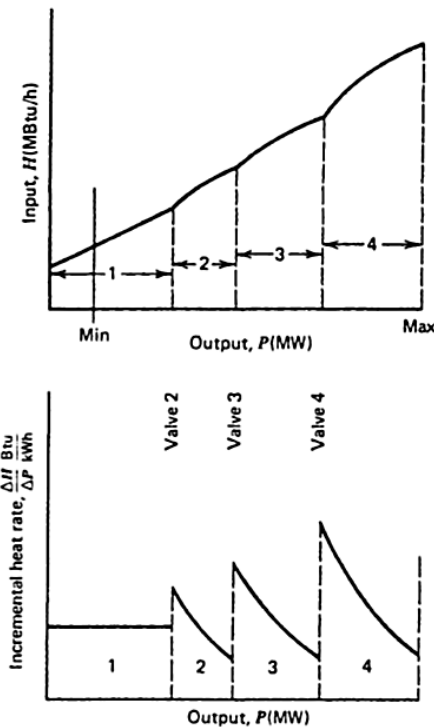 Input, H(MBtu/h)
1
2
3
4
Min
Max
Output, P(MW)
Incremental heat rate, ΔH/ΔP Btu/kWh
Valve 2
Valve 3
Valve 4
1
2
3
4
Output, P(MW)